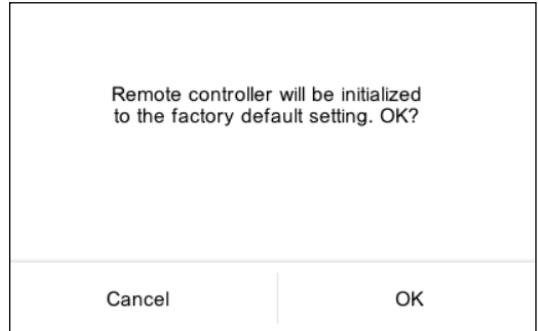 Remote controller will be initialized
to the factory default setting. OK?
Cancel
OK